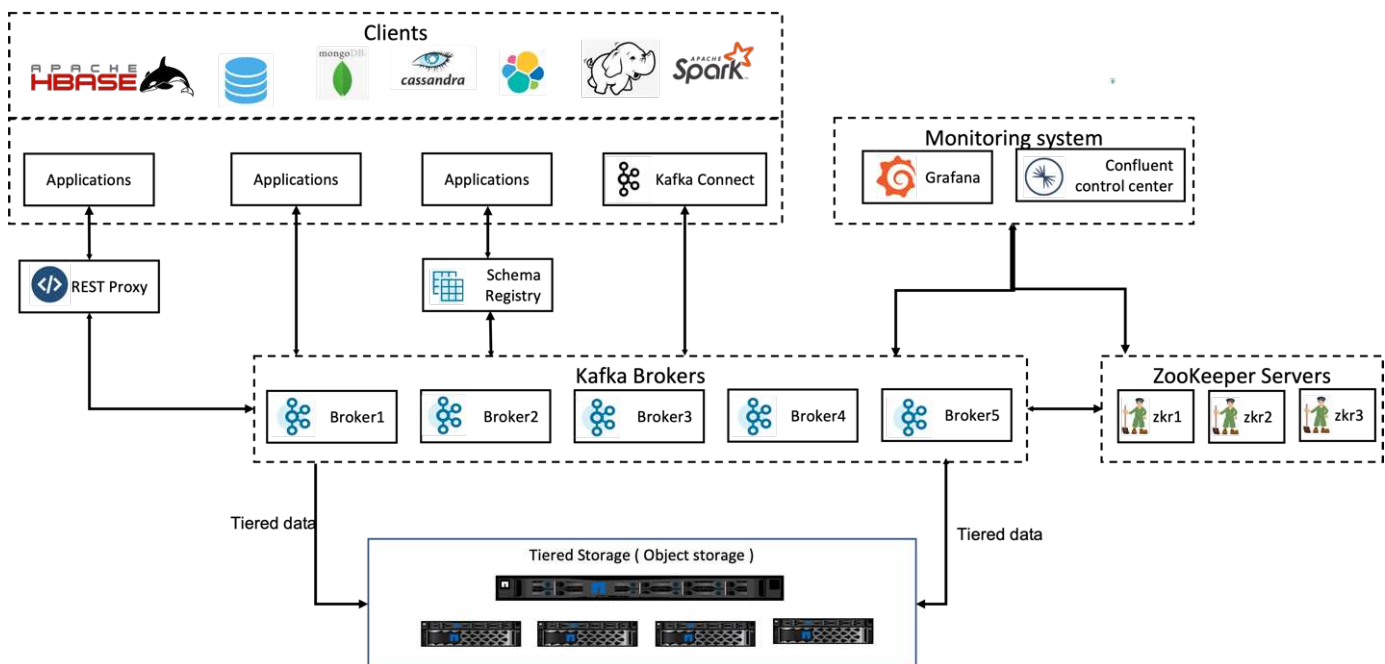 Clients
APACHE
HBASE
mongoDB
cassandra
APACHE
Spark
Monitoring system
Grafana
Confluent
control center
Applications
Applications
Applications
Kafka Connect
REST Proxy
Schema
Registry
Kafka Brokers
Broker1
Broker2
Broker3
Broker4
Broker5
ZooKeeper Servers
zkr1
zkr2
zkr3
Tiered data
Tiered data
Tiered Storage ( Object storage )